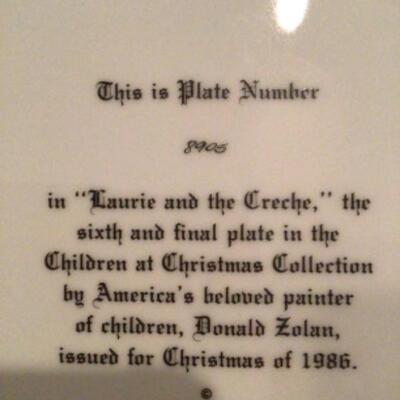 This is Plate Number
8905
in "Laurie and the Creche," the
sixth and final plate in the
Children at Christmas Collection
by America's beloved painter
of children, Donald Zolan,
issued for Christmas of 1986.
©